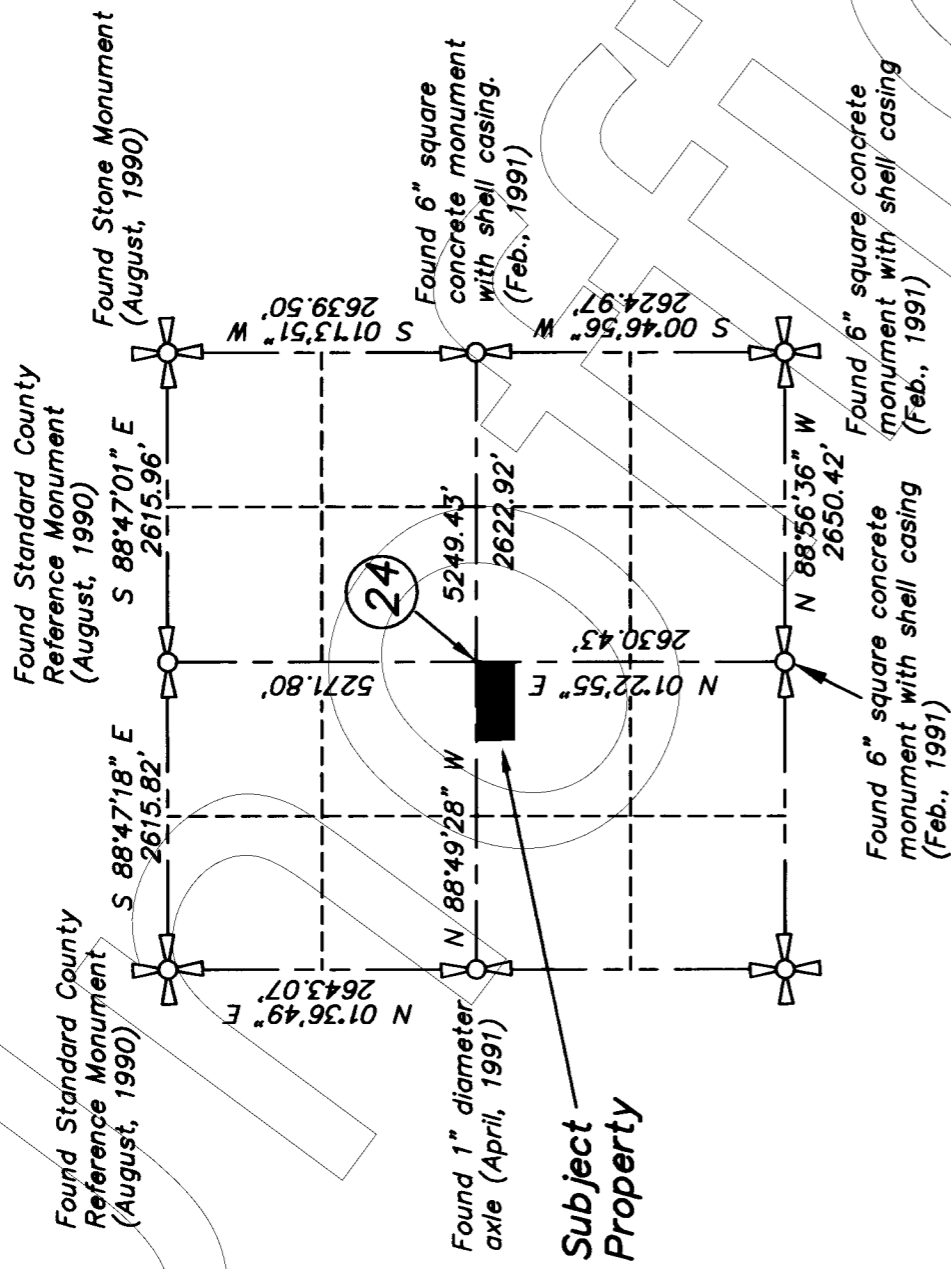 Found Standard County
Reference Monument
(August, 1990)
Found Standard County
Reference Monument
(August, 1990)
Found Stone Monument
(August, 1990)
S 88°47'18" E
2615.82'
S 88°47'01" E
2615.96'
N 01°36'49" E
2643.07'
5271.80'
S 01°13'51" W
2639.50'
24
Found 1" diameter
axle (April, 1991)
N 88°49'28" W
5249.43'
2622.92'
Found 6" square
concrete monument
with shell casing.
(Feb., 1991)
Subject
Property
N 01°22'55" E
2630.43'
S 00°46'56" W
2624.97'
N 88°56'36" W
2650.42'
Found 6" square concrete
monument with shell casing
(Feb., 1991)
Found 6" square concrete
monument with shell casing
(Feb., 1991)